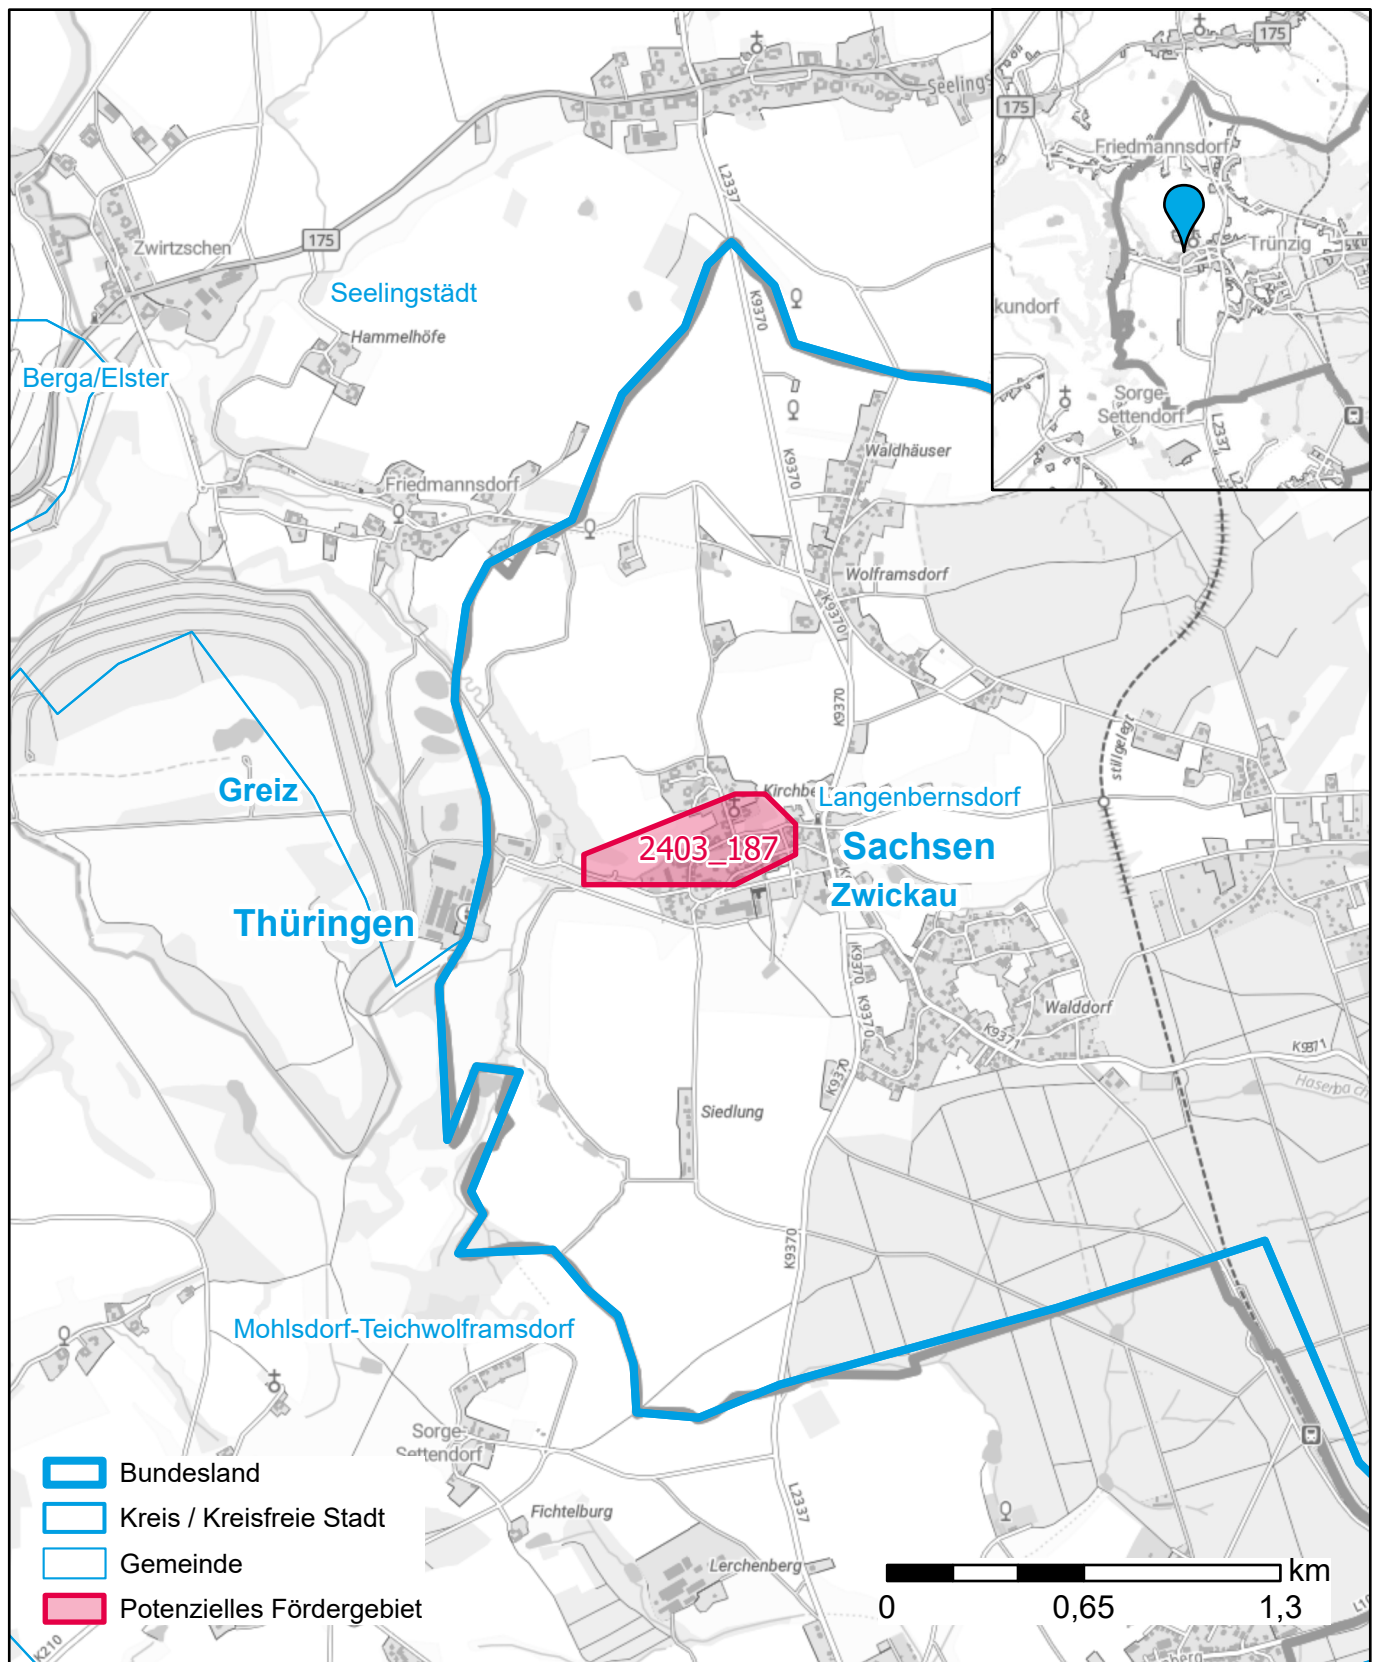 Seelings
L2337
175
Zwirtzschen
Seelingstädt
Hammelhöfe
Berga/Elster
K9370
Friedmannsdorf
Waldhäuser
K9370
Wolframsdorf
K9370
K9370
stillgelegt
Greiz
Kirchbe
Langenbernsdorf
2403_187
Sachsen
Zwickau
Thüringen
K9370
K9370
Walddorf
K9371
K9371
Haserbach
K9370
Siedlung
K9370
Mohlsdorf-Teichwolframsdorf
Sorge-
Settendorf
Fichtelburg
L2337
Lerchenberg
K210
175
175
Friedmannsdorf
Trünzig
kundorf
Sorge-
Settendorf
L2337
Bundesland
Kreis / Kreisfreie Stadt
Gemeinde
Potenzielles Fördergebiet
km
0 0,65 1,3